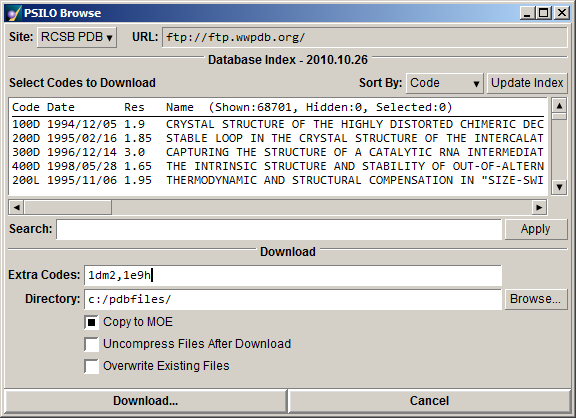 PSILO Browse
Site: RCSB PDB URL: ftp://ftp.wwpdb.org/
Database Index - 2010.10.26
Select Codes to Download Sort By: Code Update Index
Code Date Res Name (Shown:68701, Hidden:0, Selected:0)
100D 1994/12/05 1.9 CRYSTAL STRUCTURE OF THE HIGHLY DISTORTED CHIMERIC DEC
200D 1995/02/16 1.85 STABLE LOOP IN THE CRYSTAL STRUCTURE OF THE INTERCALAT
300D 1996/12/14 3.0 CAPTURING THE STRUCTURE OF A CATALYTIC RNA INTERMEDIAT
400D 1998/05/28 1.65 THE INTRINSIC STRUCTURE AND STABILITY OF OUT-OF-ALTERN
200L 1995/11/06 1.95 THERMODYNAMIC AND STRUCTURAL COMPENSATION IN "SIZE-SWI
Search: Apply
Download
Extra Codes: 1dm2,1e9h
Directory: c:/pdbfiles/ Browse...
Copy to MOE
Uncompress Files After Download
Overwrite Existing Files
Download... Cancel